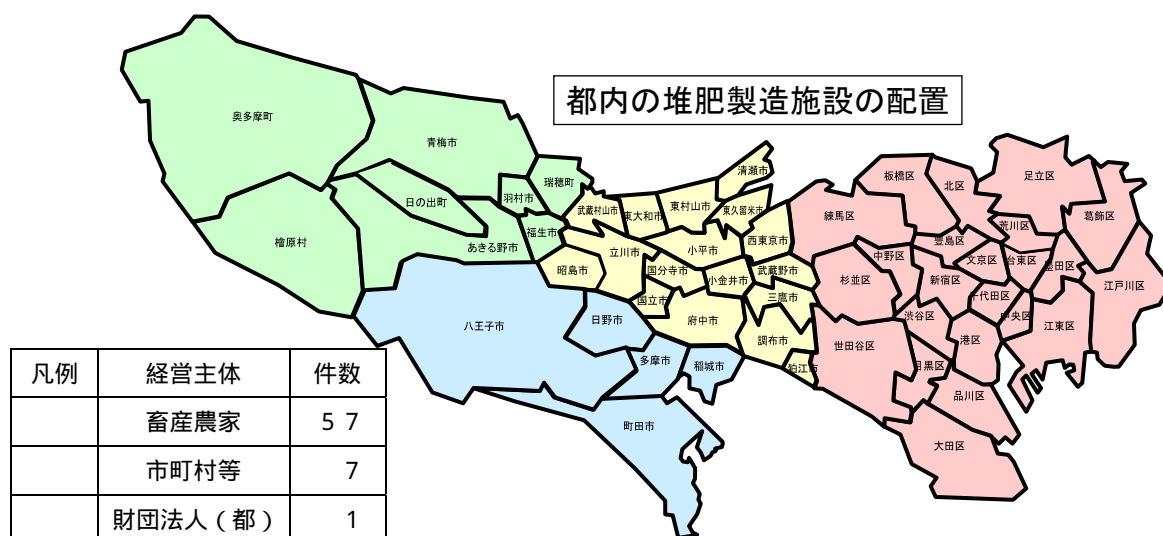 都内の堆肥製造施設の配置
奥多摩町
青梅市
瑞穂町
羽村市
日の出町
檜原村
あきる野市
福生市
清瀬市
東村山市
東久留米市
武蔵村山市
東大和市
立川市
小平市
西東京市
昭島市
国分寺市
小金井市
武蔵野市
国立市
三鷹市
府中市
調布市
狛江市
八王子市
日野市
多摩市
稲城市
町田市
板橋区
北区
足立区
練馬区
荒川区
葛飾区
豊島区
中野区
文京区
台東区
墨田区
杉並区
新宿区
千代田区
江戸川区
渋谷区
中央区
江東区
世田谷区
港区
目黒区
品川区
大田区
凡例 経営主体 件数
畜産農家 57
市町村等 7
財団法人(都) 1